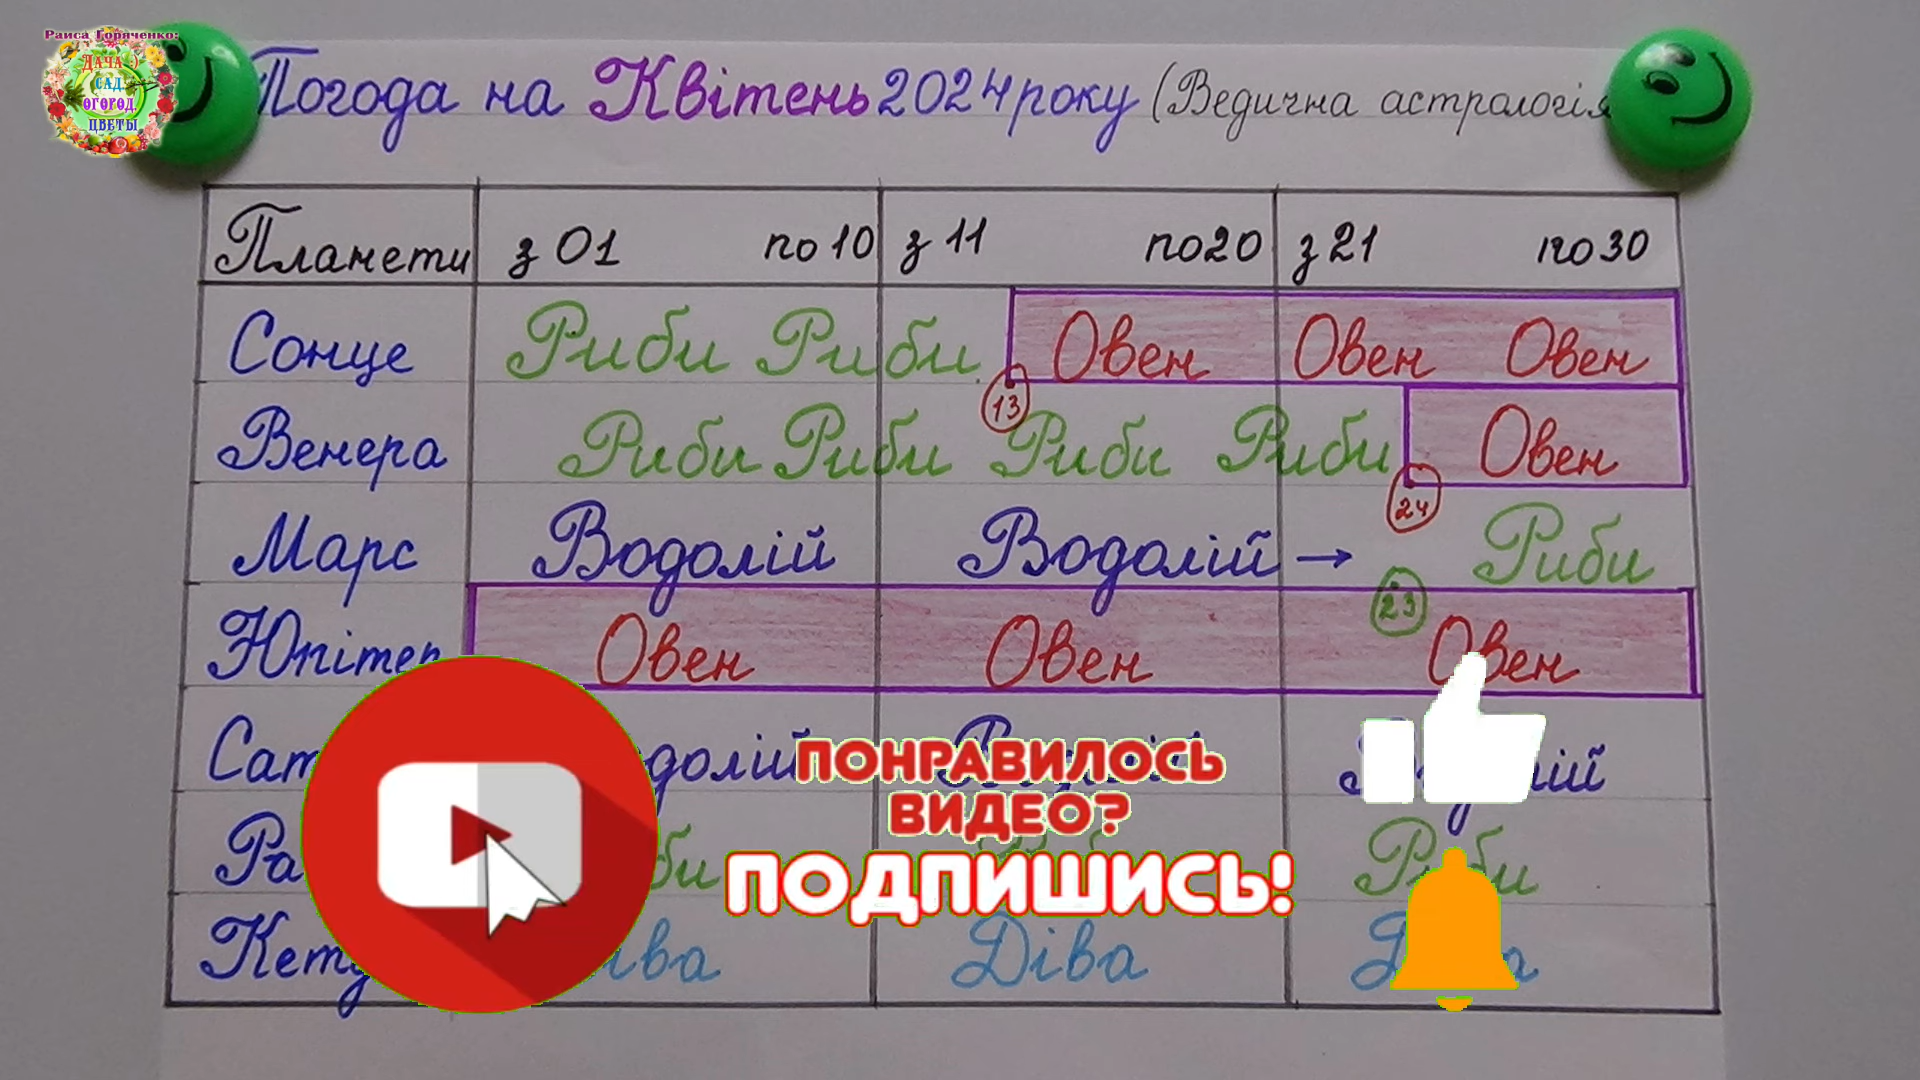 Раиса Горяченко:
ДАЧА :)
САД,
ОГОРОД,
ЦВЕТЫ
Погода на Квітень 2024 року (Ведична астрологія
Планети з 01 по 10 з 11 по 20 з 21 по 30
Сонце Риби Риби Овен Овен Овен
13
Венера Риби Риби Риби Риби Овен
24
Марс Водолій Водолій → Риби
23
Юпітер Овен Овен Овен
ПОНРАВИЛОСЬ
ВИДЕО?
ПОДПИШИСЬ!
Діва